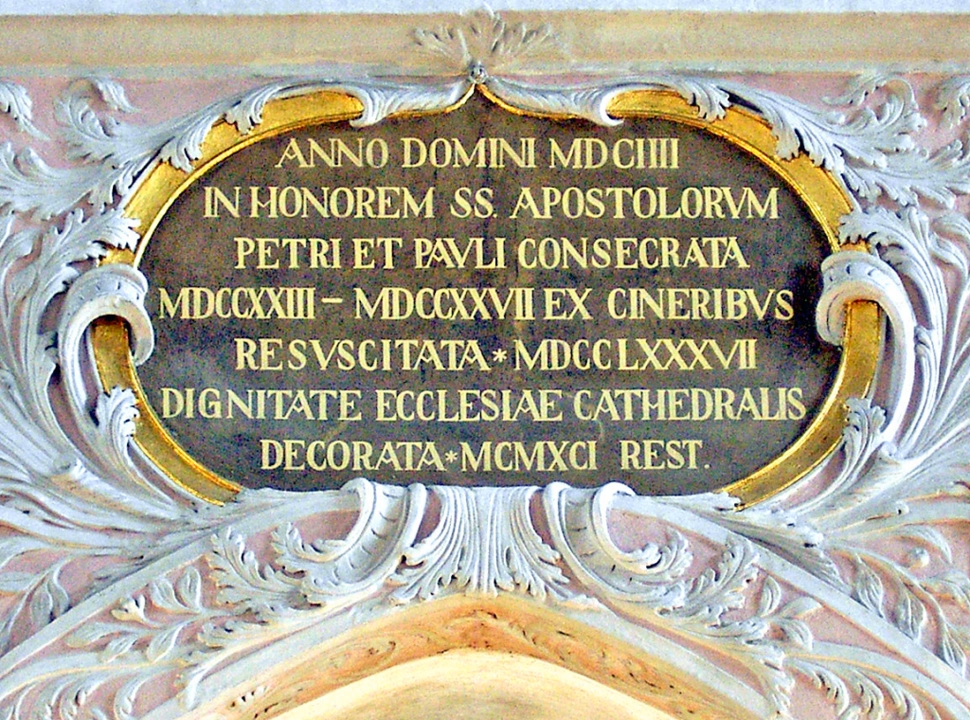 ANNO DOMINI MDCIIII
IN HONOREM SS. APOSTOLORVM
PETRI ET PAVLI CONSECRATA
MDCCXXIII – MDCCXXVII EX CINERIBVS
RESVSCITATA * MDCCLXXXVII
DIGNITATE ECCLESIAE CATHEDRALIS
DECORATA * MCMXCI REST.